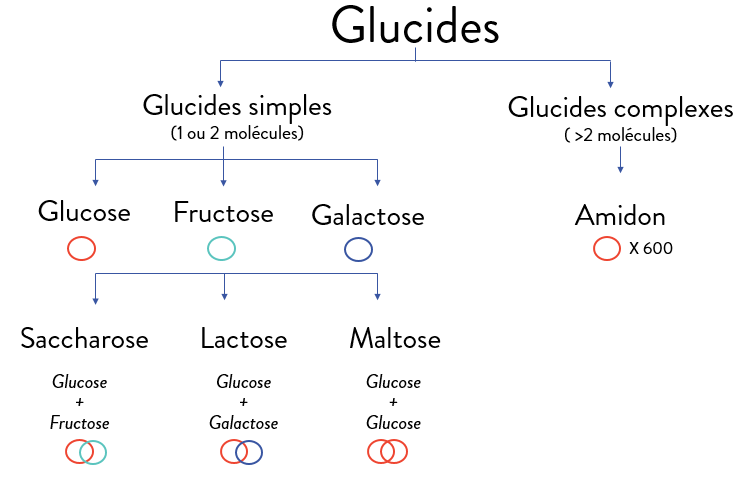 Glucides
Glucides simples
(1 ou 2 molécules)
Glucides complexes
( >2 molécules)
Glucose
Fructose
Galactose
Amidon
X 600
Saccharose
Lactose
Maltose
Glucose
+
Fructose
Glucose
+
Galactose
Glucose
+
Glucose